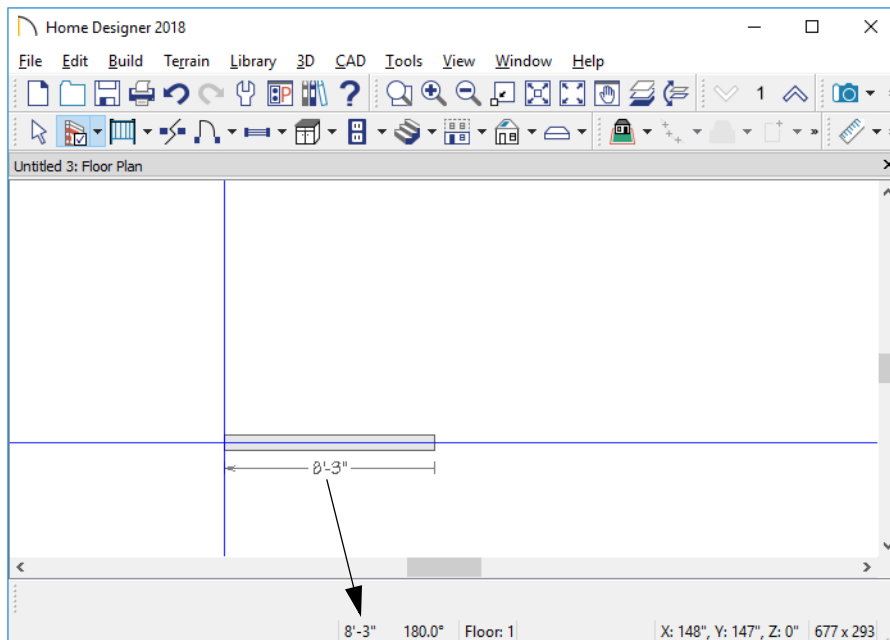 Home Designer 2018
File Edit Build Terrain Library 3D CAD Tools View Window Help
? 1
Untitled 3: Floor Plan
8'-3"
8'-3" 180.0° Floor: 1 X: 148", Y: 147", Z: 0" 677 x 293